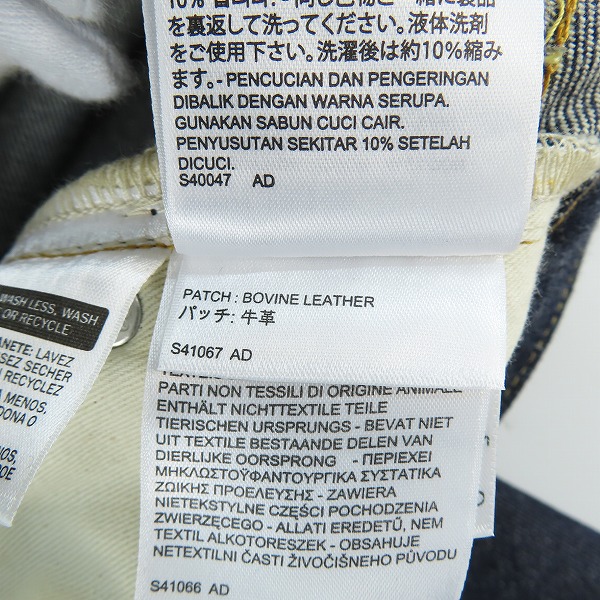 を裏返して洗ってください。液体洗剤
をご使用下さい。洗濯後は約10%縮み
ます。- PENCUCIAN DAN PENGERINGAN
DIBALIK DENGAN WARNA SERUPA.
GUNAKAN SABUN CUCI CAIR.
PENYUSUTAN SEKITAR 10% SETELAH
DICUCI.
S40047 AD
PATCH : BOVINE LEATHER
パッチ: 牛革
S41067 AD
PARTI NON TESSILI DI ORIGINE ANIMALE
ENTHÄLT NICHTTEXTILE TEILE
TIERISCHEN URSPRUNGS - BEVAT NIET
UIT TEXTILE BESTAANDE DELEN VAN
DIERLIJKE OORSPRONG - ΠΕΡΙΕΧΕΙ
ΜΗΚΛΩΣΤΟΫΦΑΝΤΟΥΡΓΙΚΑ ΣΥΣΤΑΤΙΚΑ
ΖΩΙΚΗΣ ΠΡΟΕΛΕΥΣΗΣ - ZAWIERA
NIETEKSTYLNE CZĘŚCI POCHODZENIA
ZWIERZĘCEGO - ALLATI EREDETŰ, NEM
TEXTIL ALKOTORESZEK - OBSAHUJE
NETEXTILNÍ ČASTI ŽIVOČIŠNÉHO PŮVODU
S41066 AD
WASH LESS, WASH
OR RECYCLE
ANETE: LAVEZ
SEZ SECHER
RECYCLEZ
MENOS,
DONA O